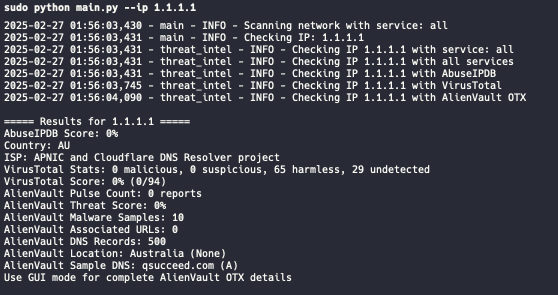 sudo python main.py --ip 1.1.1.1
2025-02-27 01:56:03,430 - main - INFO - Scanning network with service: all
2025-02-27 01:56:03,431 - main - INFO - Checking IP: 1.1.1.1
2025-02-27 01:56:03,431 - threat_intel - INFO - Checking IP 1.1.1.1 with service: all
2025-02-27 01:56:03,431 - threat_intel - INFO - Checking IP 1.1.1.1 with all services
2025-02-27 01:56:03,431 - threat_intel - INFO - Checking IP 1.1.1.1 with AbuseIPDB
2025-02-27 01:56:03,745 - threat_intel - INFO - Checking IP 1.1.1.1 with VirusTotal
2025-02-27 01:56:04,090 - threat_intel - INFO - Checking IP 1.1.1.1 with AlienVault OTX
===== Results for 1.1.1.1 =====
AbuseIPDB Score: 0%
Country: AU
ISP: APNIC and Cloudflare DNS Resolver project
VirusTotal Stats: 0 malicious, 0 suspicious, 65 harmless, 29 undetected
VirusTotal Score: 0% (0/94)
AlienVault Pulse Count: 0 reports
AlienVault Threat Score: 0%
AlienVault Malware Samples: 10
AlienVault Associated URLs: 0
AlienVault DNS Records: 500
AlienVault Location: Australia (None)
AlienVault Sample DNS: qsucceed.com (A)
Use GUI mode for complete AlienVault OTX details